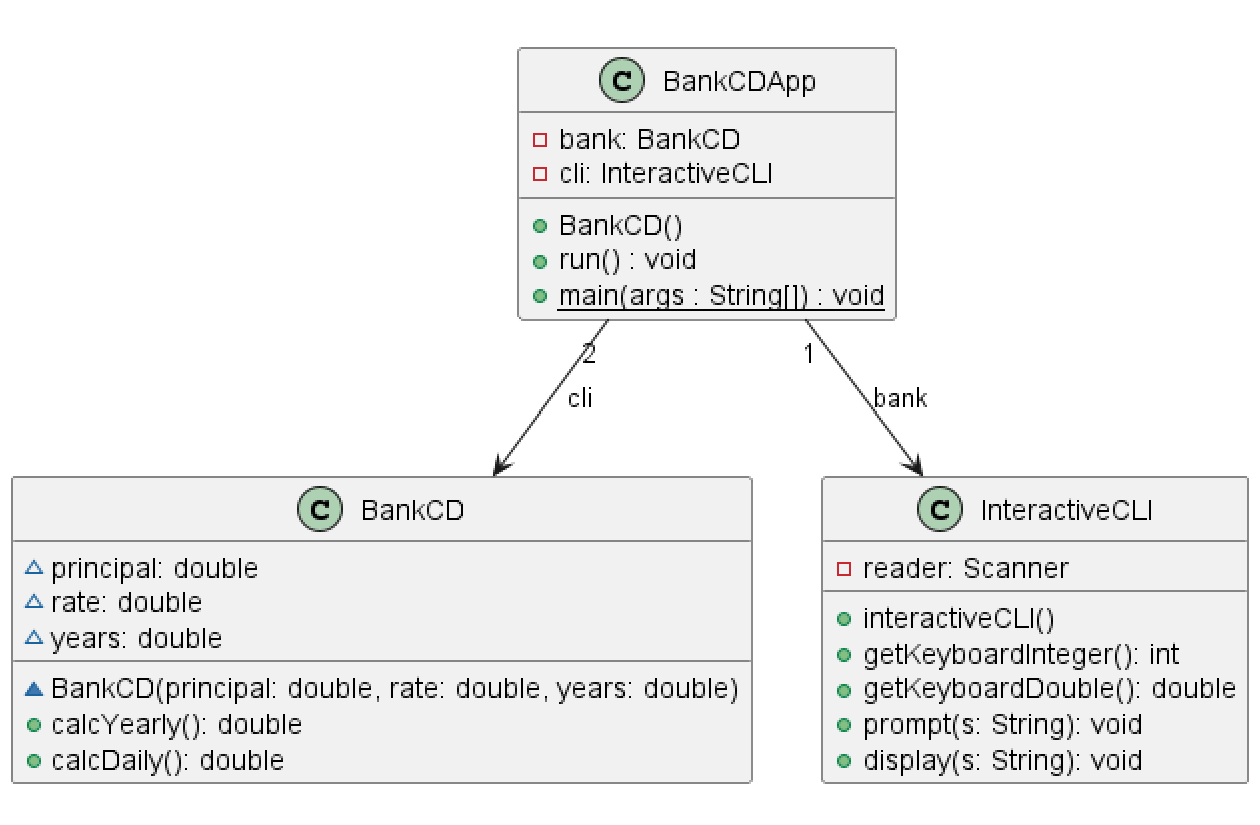 C BankCDApp
bank: BankCD
cli: InteractiveCLI
BankCD()
run() : void
main(args : String[]) : void
2
1
cli
bank
C BankCD
principal: double
rate: double
years: double
BankCD(principal: double, rate: double, years: double)
calcYearly(): double
calcDaily(): double
C InteractiveCLI
reader: Scanner
interactiveCLI()
getKeyboardInteger(): int
getKeyboardDouble(): double
prompt(s: String): void
display(s: String): void